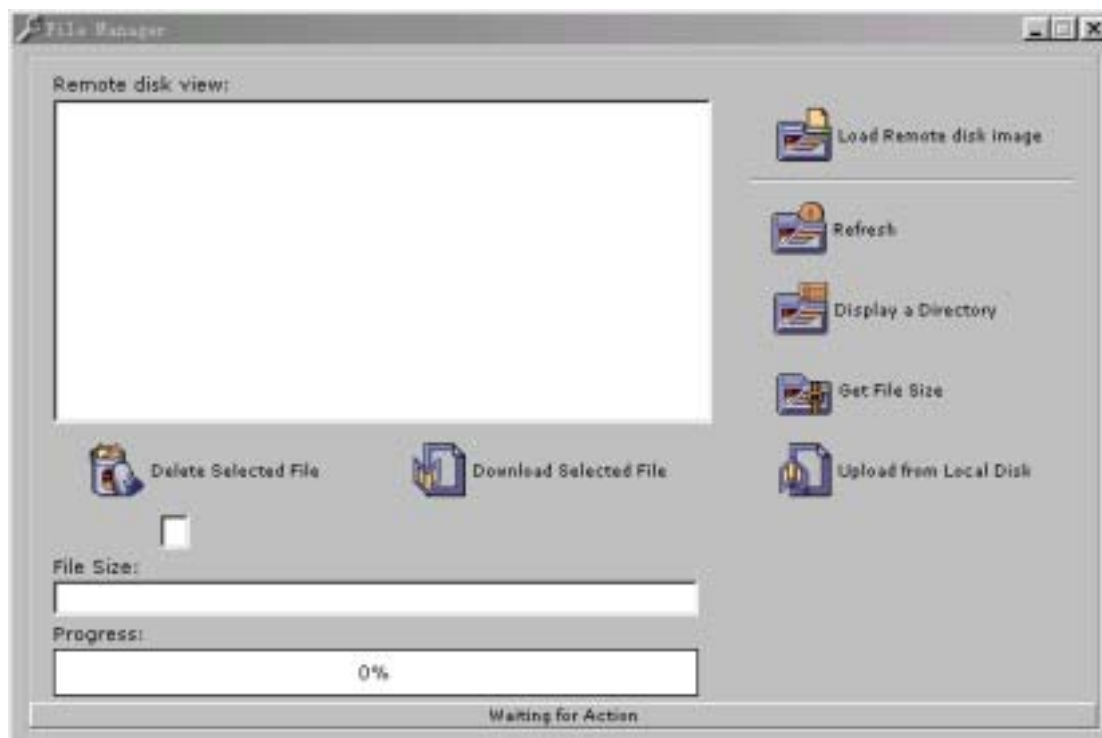 File Manager
Remote disk view:
Load Remote disk image
Refresh
Display a Directory
Get File Size
Delete Selected File
Download Selected File
Upload from Local Disk
File Size:
Progress:
0%
Waiting for Action